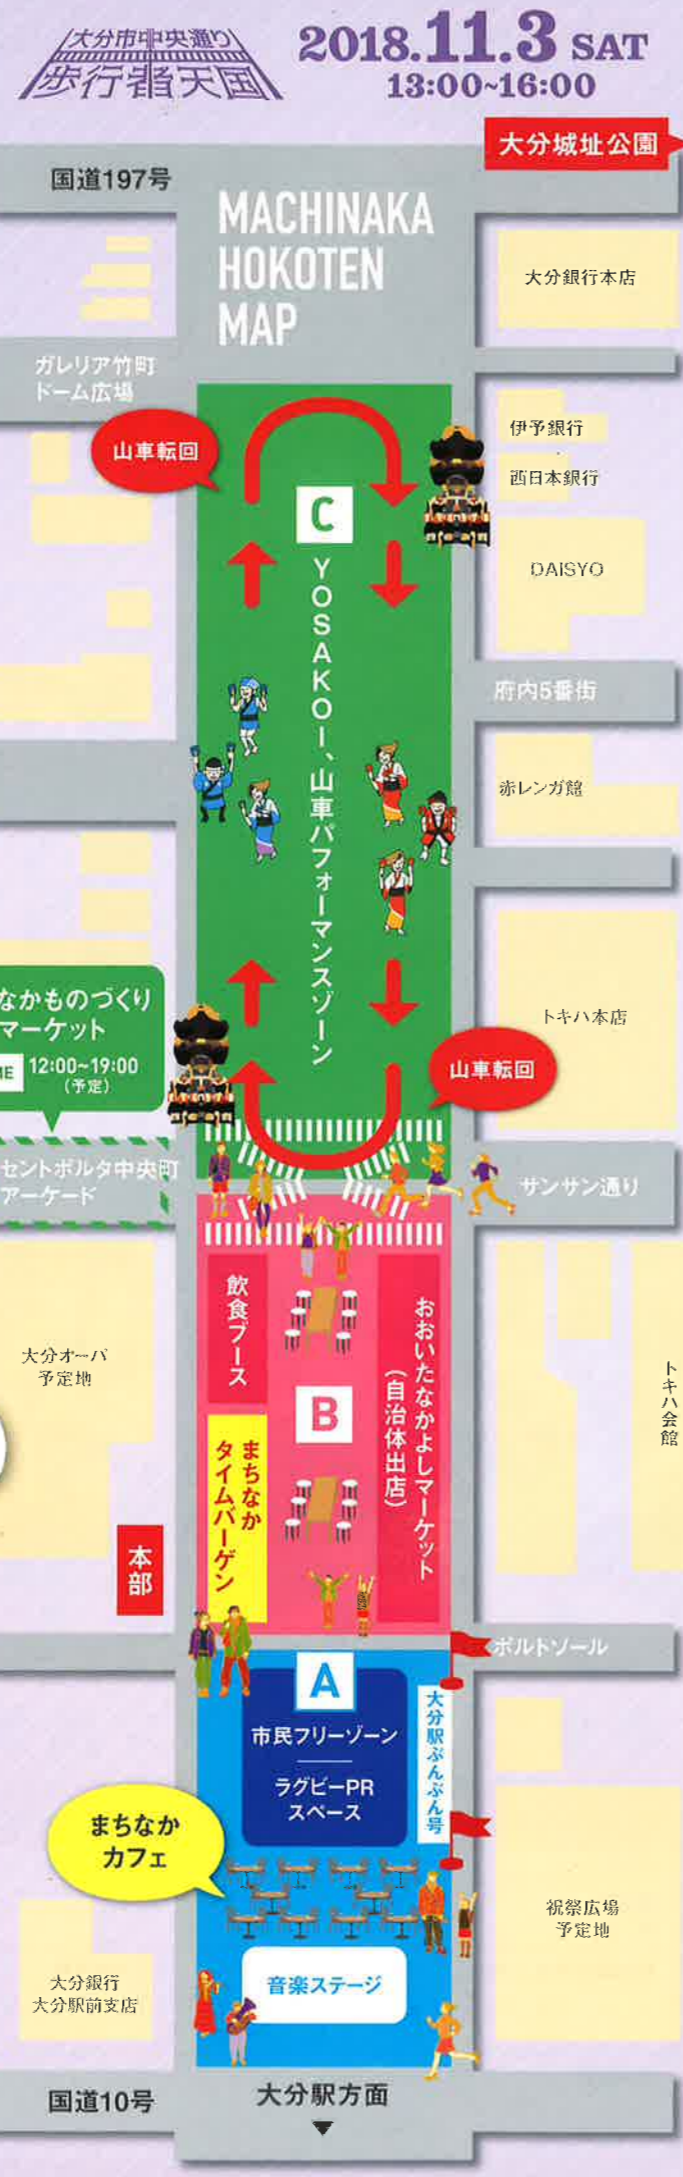 大分市中央通り
歩行者天国
2018.11.3 SAT
13:00~16:00
大分城址公園
国道197号
MACHINAKA
HOKOTEN
MAP
大分銀行本店
ガレリア竹町
ドーム広場
山車転回
伊予銀行
西日本銀行
C
YOSAKOI、山車パフォーマンスゾーン
DAISYO
府内5番街
赤レンガ館
なかものづくり
マーケット
ME
12:00~19:00
(予定)
トキハ本店
山車転回
セントポルタ中央町
アーケード
サンサン通り
飲食ブース
おおいたなかよしマーケット
(自治体出店)
大分オーパ
予定地
トキハ会館
B
まちなか
タイムバーゲン
本部
ポルトソール
A
市民フリーゾーン
ラグビーPR
スペース
大分駅ぶんぶん号
まちなか
カフェ
祝祭広場
予定地
音楽ステージ
大分銀行
大分駅前支店
国道10号
大分駅方面